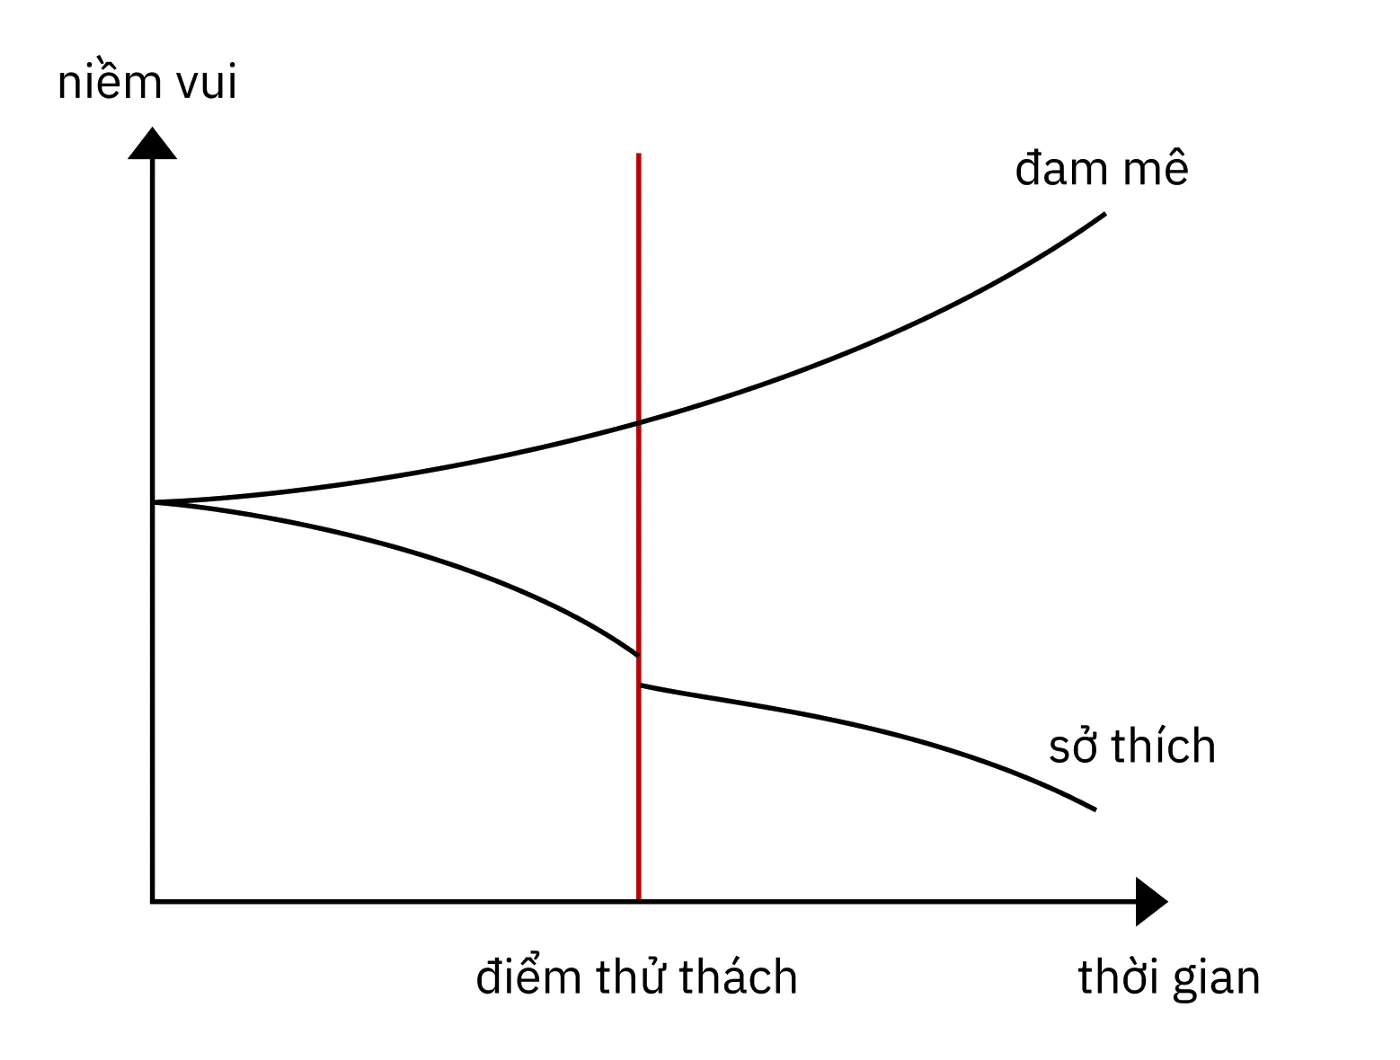 niềm vui
đam mê
sở thích
điểm thử thách
thời gian